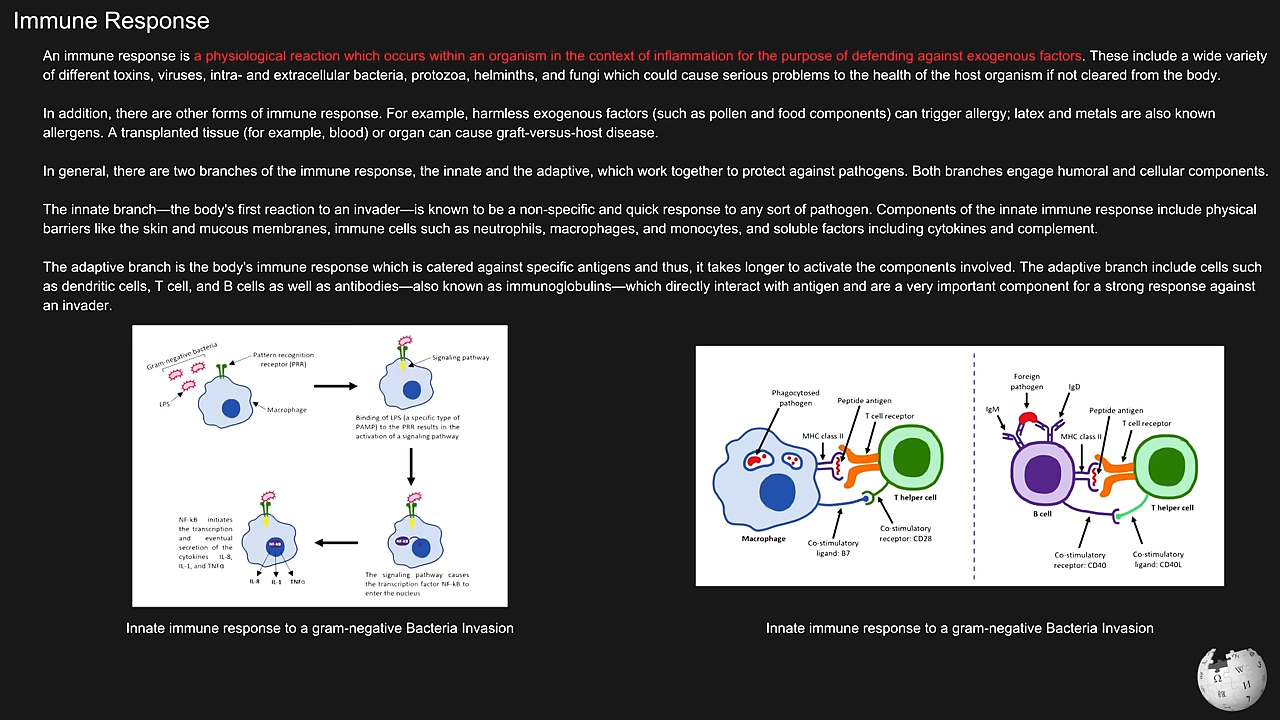 Immune Response
An immune response is a physiological reaction which occurs within an organism in the context of inflammation for the purpose of defending against exogenous factors. These include a wide variety
of different toxins, viruses, intra- and extracellular bacteria, protozoa, helminths, and fungi which could cause serious problems to the health of the host organism if not cleared from the body.
In addition, there are other forms of immune response. For example, harmless exogenous factors (such as pollen and food components) can trigger allergy; latex and metals are also known
allergens. A transplanted tissue (for example, blood) or organ can cause graft-versus-host disease.
In general, there are two branches of the immune response, the innate and the adaptive, which work together to protect against pathogens. Both branches engage humoral and cellular components.
The innate branch—the body's first reaction to an invader—is known to be a non-specific and quick response to any sort of pathogen. Components of the innate immune response include physical
barriers like the skin and mucous membranes, immune cells such as neutrophils, macrophages, and monocytes, and soluble factors including cytokines and complement.
The adaptive branch is the body's immune response which is catered against specific antigens and thus, it takes longer to activate the components involved. The adaptive branch include cells such
as dendritic cells, T cell, and B cells as well as antibodies—also known as immunoglobulins—which directly interact with antigen and are a very important component for a strong response against
an invader.
Gram-negative bacteria
Pattern recognition
receptor (PRR)
LPS
Macrophage
Signaling pathway
Binding of LPS (a specific type of
PAMP) to the PRR results in the
activation of a signaling pathway
NF-kB initiates
the transcription
and eventual
secretion of the
cytokines IL-8,
IL-1, and TNFα
NF-kB
IL-8 IL-1 TNFα
NF-kB
The signaling pathway causes
the transcription factor NF-kB to
enter the nucleus
Innate immune response to a gram-negative Bacteria Invasion
Phagocytosed
pathogen
Peptide antigen
T cell receptor
MHC class II
T helper cell
Macrophage
Co-stimulatory
ligand: B7
Co-stimulatory
receptor: CD28
Foreign
pathogen
IgD
IgM
Peptide antigen
T cell receptor
MHC class II
B cell
T helper cell
Co-stimulatory
receptor: CD40
Co-stimulatory
ligand: CD40L
Innate immune response to a gram-negative Bacteria Invasion
Ω W
И